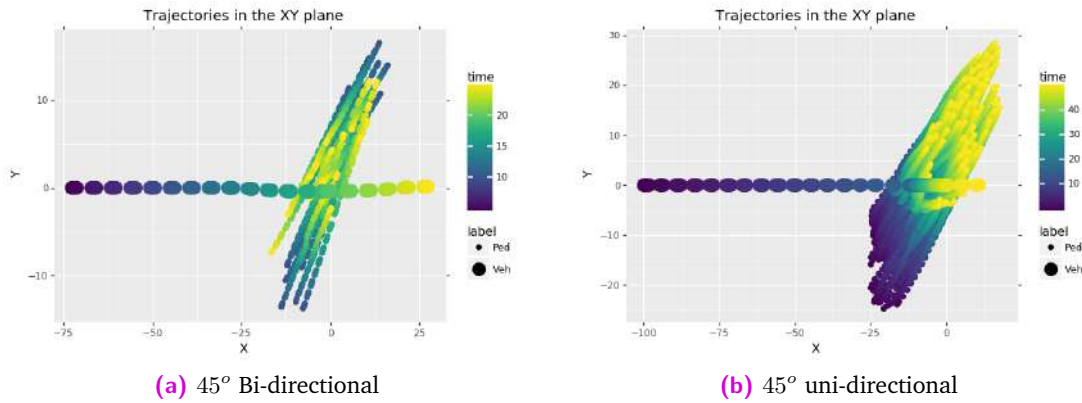 Trajectories in the XY plane
10
0
−10
Y
−75
−50
−25
0
25
X
time
20
15
10
label
Ped
Veh
(a) 45° Bi-directional
Trajectories in the XY plane
30
20
10
0
−10
−20
Y
−100
−75
−50
−25
0
X
time
40
30
20
10
label
Ped
Veh
(b) 45° uni-directional